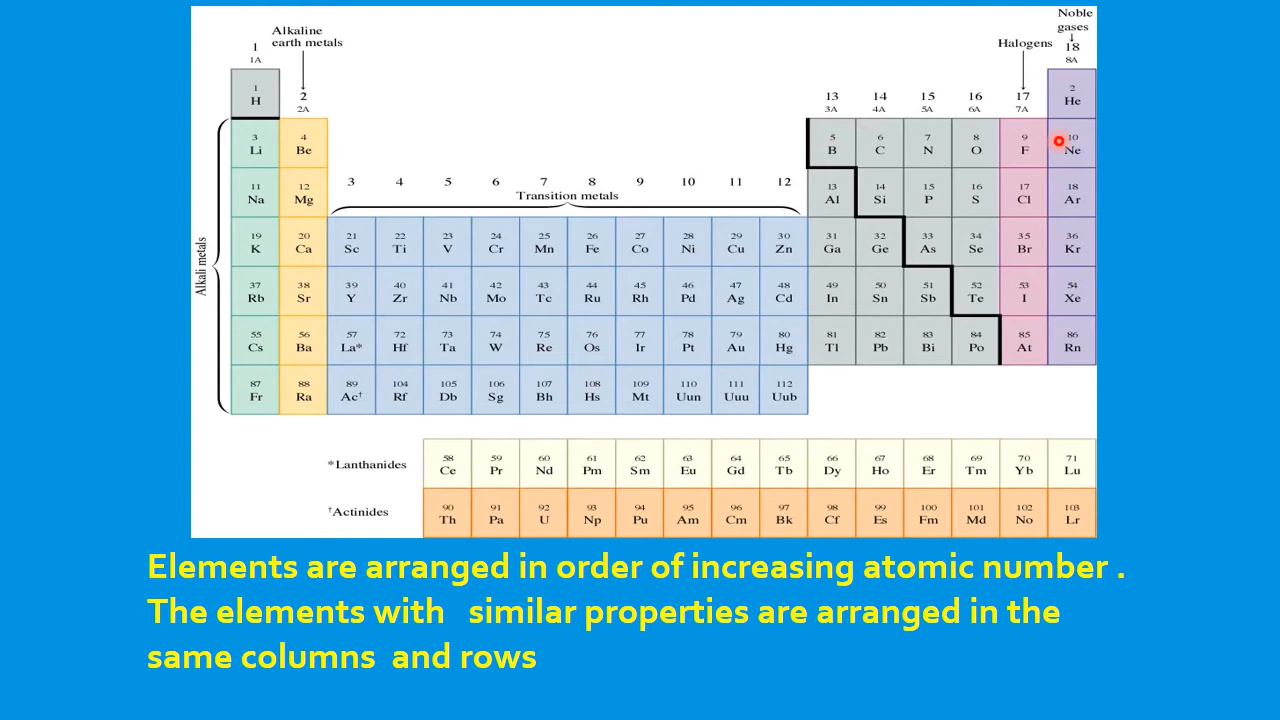 Noble
gases
Alkaline
earth metals
Halogens
1
18
1A
8A
1 H
2
2A
13 14 15 16 17
3A 4A 5A 6A 7A
2 He
3 Li
4 Be
5 B
6 C
7 N
8 O
9 F
10 Ne
11 Na
12 Mg
3 4 5 6 7 8 9 10 11 12
Transition metals
13 Al
14 Si
15 P
16 S
17 Cl
18 Ar
Alkali metals
19 K
20 Ca
21 Sc
22 Ti
23 V
24 Cr
25 Mn
26 Fe
27 Co
28 Ni
29 Cu
30 Zn
31 Ga
32 Ge
33 As
34 Se
35 Br
36 Kr
37 Rb
38 Sr
39 Y
40 Zr
41 Nb
42 Mo
43 Tc
44 Ru
45 Rh
46 Pd
47 Ag
48 Cd
49 In
50 Sn
51 Sb
52 Te
53 I
54 Xe
55 Cs
56 Ba
57 La*
72 Hf
73 Ta
74 W
75 Re
76 Os
77 Ir
78 Pt
79 Au
80 Hg
81 Tl
82 Pb
83 Bi
84 Po
85 At
86 Rn
87 Fr
88 Ra
89 Ac†
104 Rf
105 Db
106 Sg
107 Bh
108 Hs
109 Mt
110 Uun
111 Uuu
112 Uub
*Lanthanides
58 Ce
59 Pr
60 Nd
61 Pm
62 Sm
63 Eu
64 Gd
65 Tb
66 Dy
67 Ho
68 Er
69 Tm
70 Yb
71 Lu
†Actinides
90 Th
91 Pa
92 U
93 Np
94 Pu
95 Am
96 Cm
97 Bk
98 Cf
99 Es
100 Fm
101 Md
102 No
103 Lr
Elements are arranged in order of increasing atomic number .
The elements with similar properties are arranged in the
same columns and rows